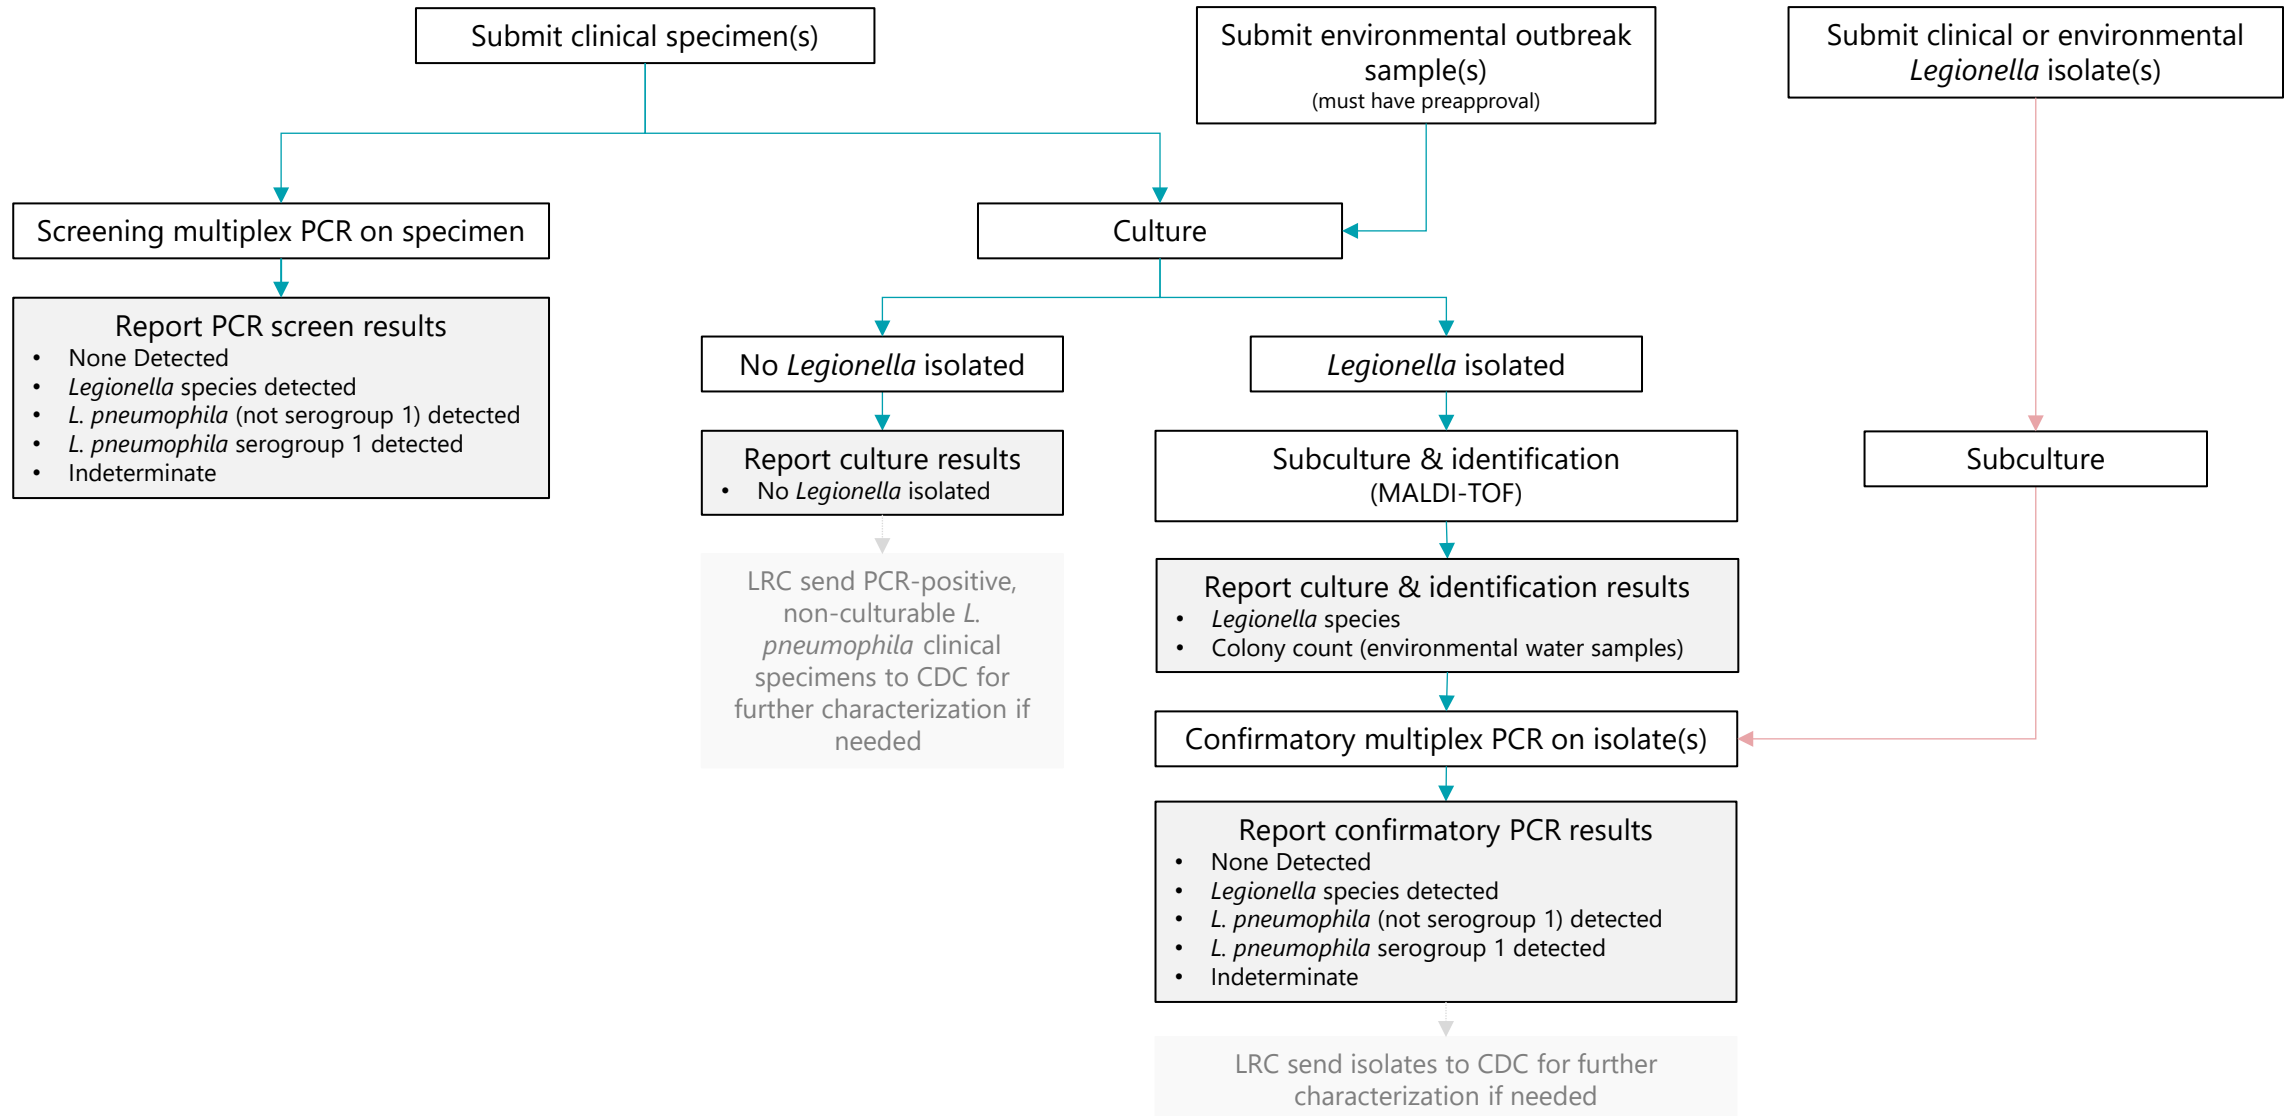 Submit clinical specimen(s)
Submit environmental outbreak
sample(s)
(must have preapproval)
Submit clinical or environmental
Legionella isolate(s)
Screening multiplex PCR on specimen
Culture
Report PCR screen results
• None Detected
• Legionella species detected
• L. pneumophila (not serogroup 1) detected
• L. pneumophila serogroup 1 detected
• Indeterminate
No Legionella isolated
Legionella isolated
Report culture results
• No Legionella isolated
Subculture & identification
(MALDI-TOF)
Subculture
LRC send PCR-positive,
non-culturable L.
pneumophila clinical
specimens to CDC for
further characterization if
needed
Report culture & identification results
• Legionella species
• Colony count (environmental water samples)
Confirmatory multiplex PCR on isolate(s)
Report confirmatory PCR results
• None Detected
• Legionella species detected
• L. pneumophila (not serogroup 1) detected
• L. pneumophila serogroup 1 detected
• Indeterminate
LRC send isolates to CDC for further
characterization if needed